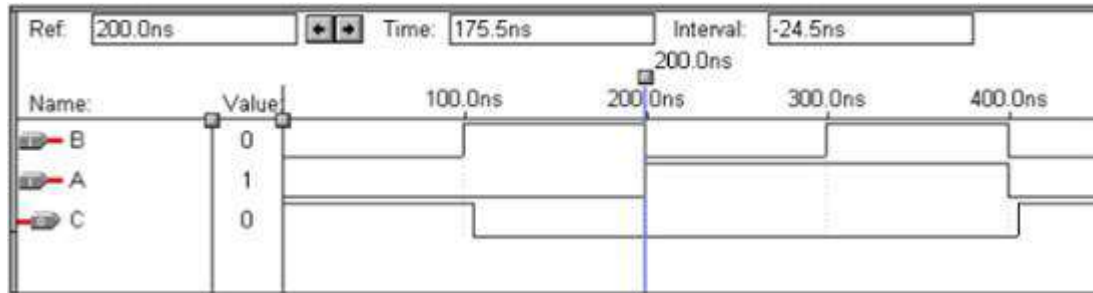 Ref: 200.0ns Time: 175.5ns Interval: -24.5ns
200.0ns
Name: Value: 100.0ns 200.0ns 300.0ns 400.0ns
B 0
A 1
C 0